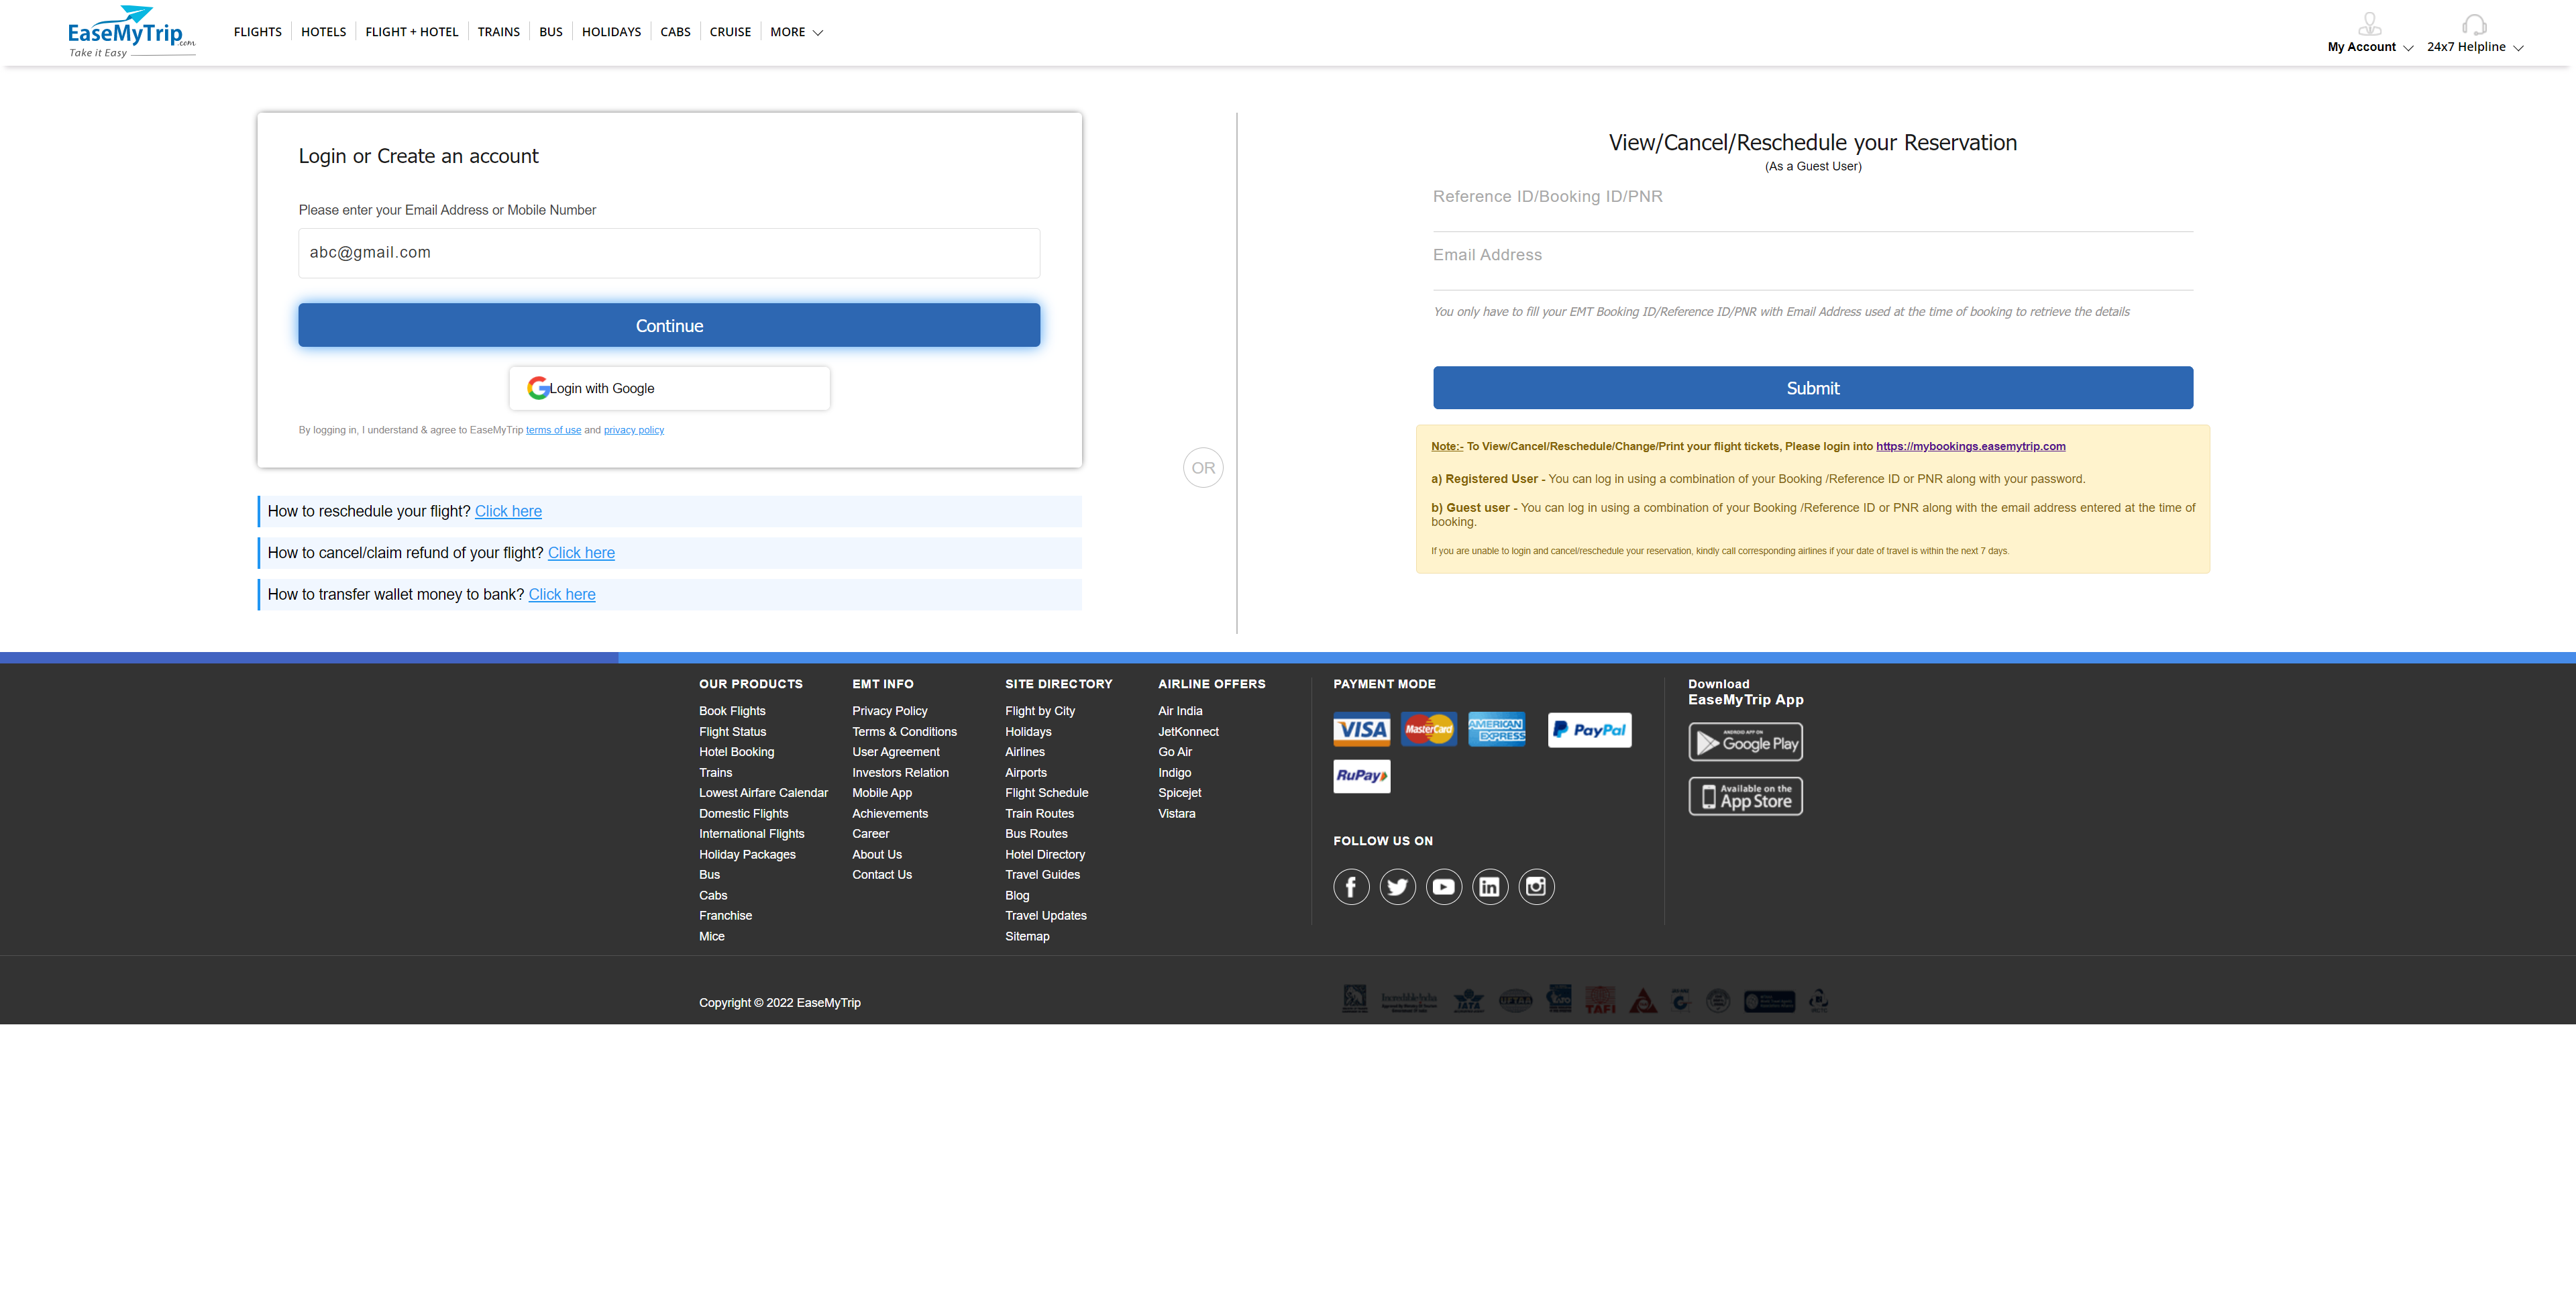 EaseMyTrip.com
Take it Easy
FLIGHTS HOTELS FLIGHT + HOTEL TRAINS BUS HOLIDAYS CABS CRUISE MORE
My Account 24x7 Helpline
Login or Create an account
Please enter your Email Address or Mobile Number
abc@gmail.com
Continue
Login with Google
By logging in, I understand & agree to EaseMyTrip terms of use and privacy policy
How to reschedule your flight? Click here
How to cancel/claim refund of your flight? Click here
How to transfer wallet money to bank? Click here
OR
View/Cancel/Reschedule your Reservation
(As a Guest User)
Reference ID/Booking ID/PNR
Email Address
You only have to fill your EMT Booking ID/Reference ID/PNR with Email Address used at the time of booking to retrieve the details
Submit
Note:- To View/Cancel/Reschedule/Change/Print your flight tickets, Please login into https://mybookings.easemytrip.com
a) Registered User - You can log in using a combination of your Booking /Reference ID or PNR along with your password.
b) Guest user - You can log in using a combination of your Booking /Reference ID or PNR along with the email address entered at the time of
booking.
If you are unable to login and cancel/reschedule your reservation, kindly call corresponding airlines if your date of travel is within the next 7 days.
OUR PRODUCTS
Book Flights
Flight Status
Hotel Booking
Trains
Lowest Airfare Calendar
Domestic Flights
International Flights
Holiday Packages
Bus
Cabs
Franchise
Mice
EMT INFO
Privacy Policy
Terms & Conditions
User Agreement
Investors Relation
Mobile App
Achievements
Career
About Us
Contact Us
SITE DIRECTORY
Flight by City
Holidays
Airlines
Airports
Flight Schedule
Train Routes
Bus Routes
Hotel Directory
Travel Guides
Blog
Travel Updates
Sitemap
AIRLINE OFFERS
Air India
JetKonnect
Go Air
Indigo
Spicejet
Vistara
PAYMENT MODE
VISA MasterCard AMERICAN EXPRESS PayPal
RuPay
FOLLOW US ON
Download
EaseMyTrip App
ANDROID APP ON
Google Play
Available on the
App Store
Copyright © 2022 EaseMyTrip
Incredible India IATA UFTAA TAFI